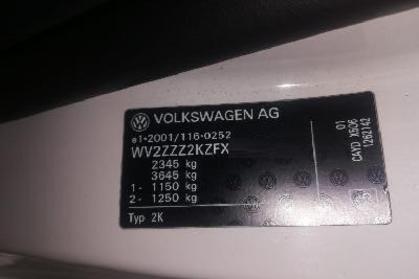 VOLKSWAGEN AG
e1*2001/116*0252
WV2ZZZ2KZFX
2345 kg
3645 kg
1- 1150 kg
2- 1250 kg
Typ 2K
01
CAYD X506
1262142